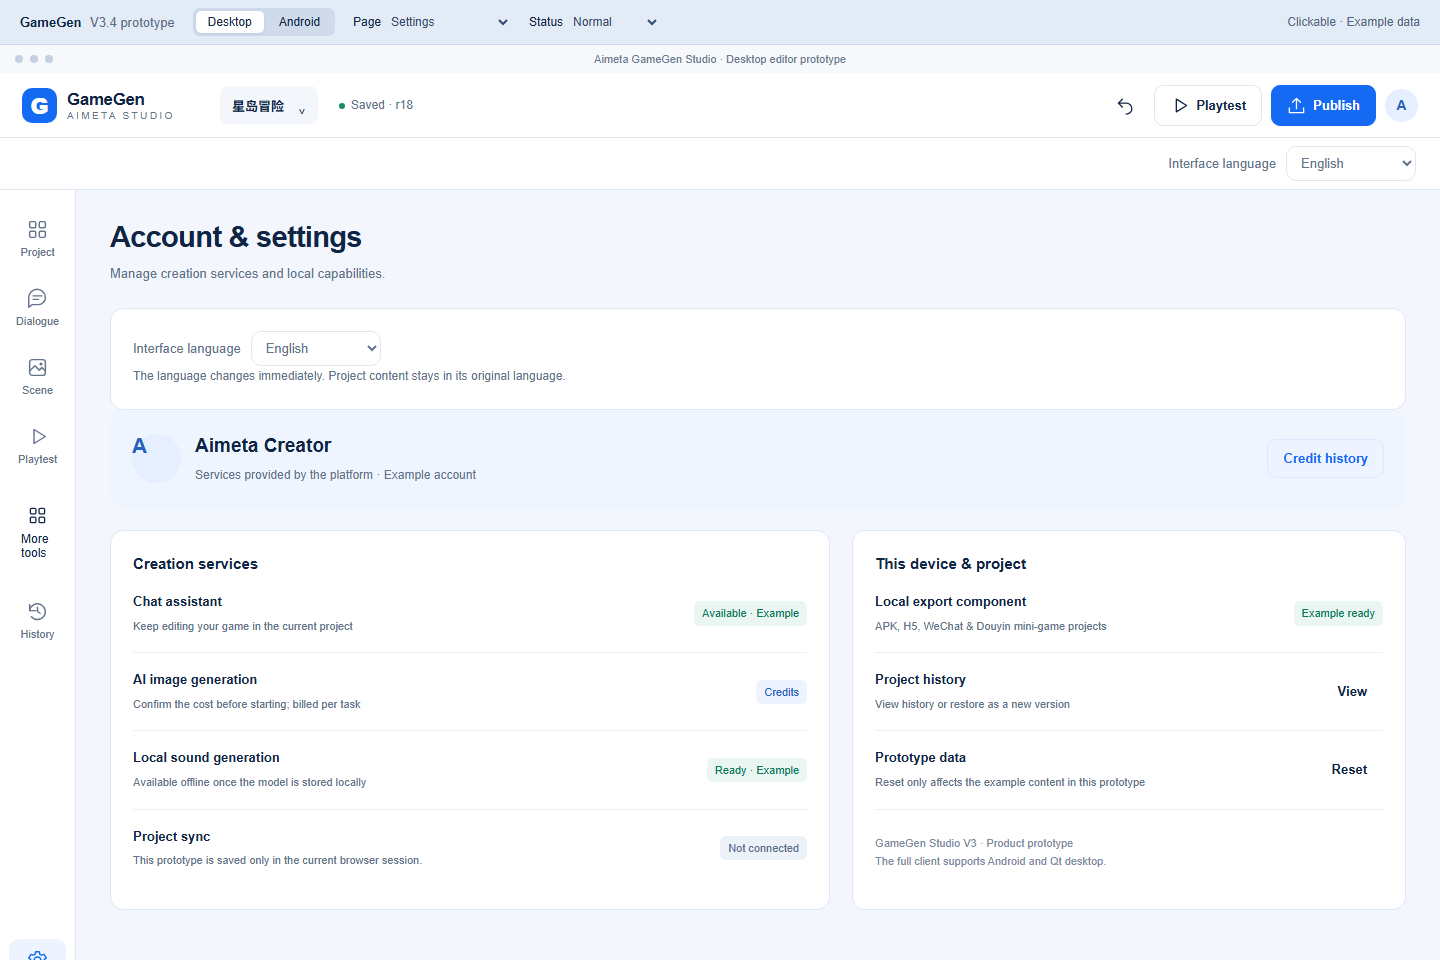 GameGen V3.4 prototype Desktop Android Page Settings Status Normal Clickable · Example data
Aimeta GameGen Studio · Desktop editor prototype
G GameGen
AIMETA STUDIO
星岛冒险
Saved · r18
Playtest
Publish
A
Interface language English
Project
Dialogue
Scene
Playtest
More
tools
History
Account & settings
Manage creation services and local capabilities.
Interface language English
The language changes immediately. Project content stays in its original language.
A
Aimeta Creator
Services provided by the platform · Example account
Credit history
Creation services
Chat assistant
Keep editing your game in the current project
Available · Example
AI image generation
Confirm the cost before starting; billed per task
Credits
Local sound generation
Available offline once the model is stored locally
Ready · Example
Project sync
This prototype is saved only in the current browser session.
Not connected
This device & project
Local export component
APK, H5, WeChat & Douyin mini-game projects
Example ready
Project history
View history or restore as a new version
View
Prototype data
Reset only affects the example content in this prototype
Reset
GameGen Studio V3 · Product prototype
The full client supports Android and Qt desktop.